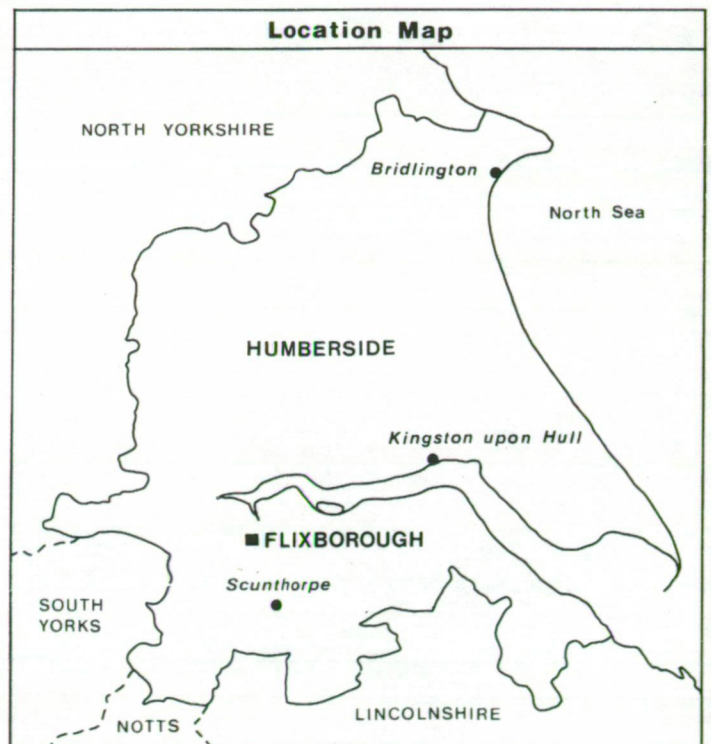 Location Map
NORTH YORKSHIRE
Bridlington
North Sea
HUMBERSIDE
Kingston upon Hull
FLIXBOROUGH
Scunthorpe
SOUTH
YORKS
NOTTS
LINCOLNSHIRE